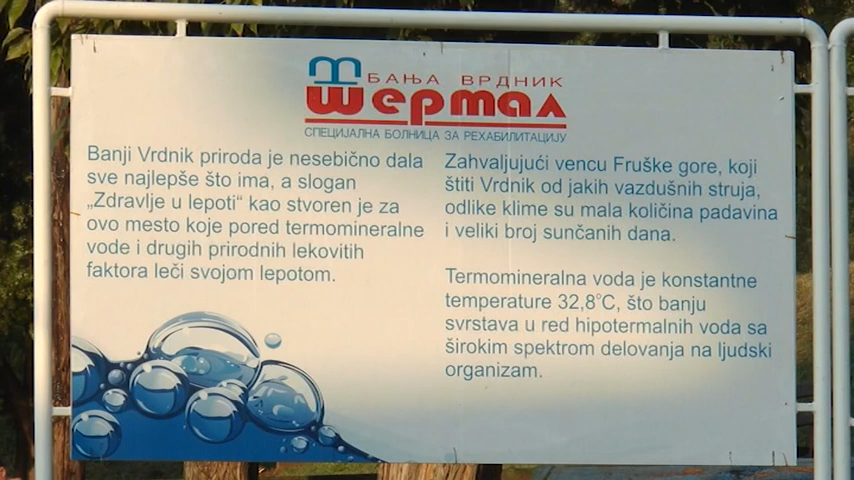 БАЊА ВРДНИК
Шермал
СПЕЦИЈАЛНА БОЛНИЦА ЗА РЕХАБИЛИТАЦИЈУ
Banji Vrdnik priroda je nesebično dala
sve najlepše što ima, a slogan
„Zdravlje u lepoti“ kao stvoren je za
ovo mesto koje pored termomineralne
vode i drugih prirodnih lekovitih
faktora leči svojom lepotom.
Zahvaljujući vencu Fruške gore, koji
štiti Vrdnik od jakih vazdušnih struja,
odlike klime su mala količina padavina
i veliki broj sunčanih dana.
Termomineralna voda je konstantne
temperature 32,8°C, što banju
svrstava u red hipotermalnih voda sa
širokim spektrom delovanja na ljudski
organizam.